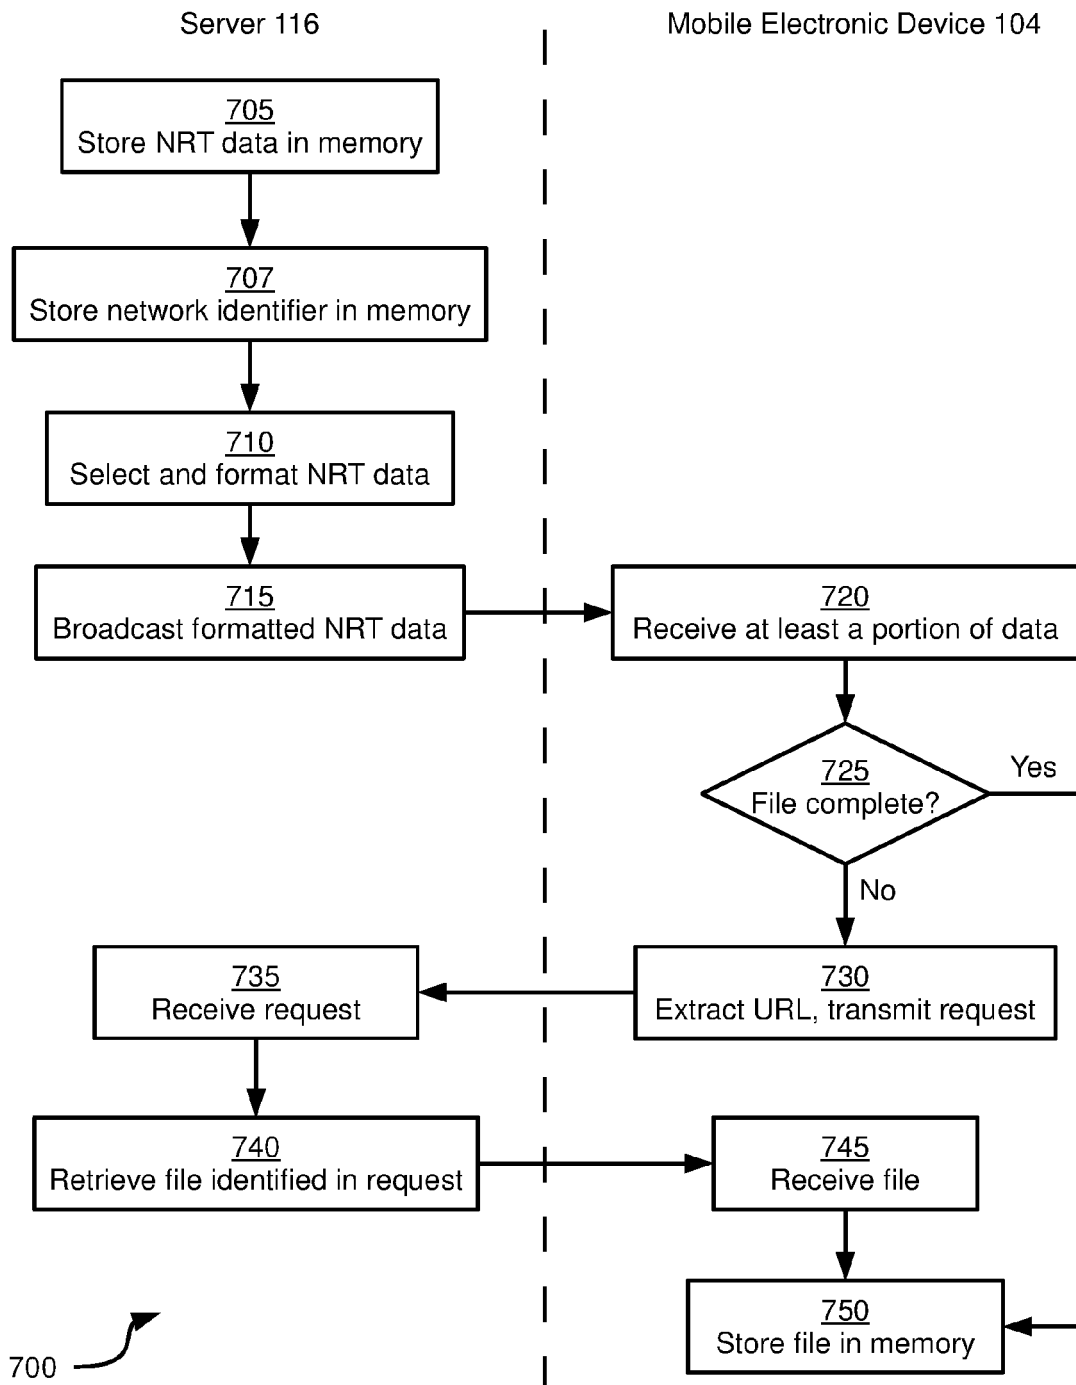 Server 116
Mobile Electronic Device 104
705
Store NRT data in memory
707
Store network identifier in memory
710
Select and format NRT data
715
Broadcast formatted NRT data
720
Receive at least a portion of data
725
File complete?
Yes
No
730
Extract URL, transmit request
735
Receive request
740
Retrieve file identified in request
745
Receive file
750
Store file in memory
700